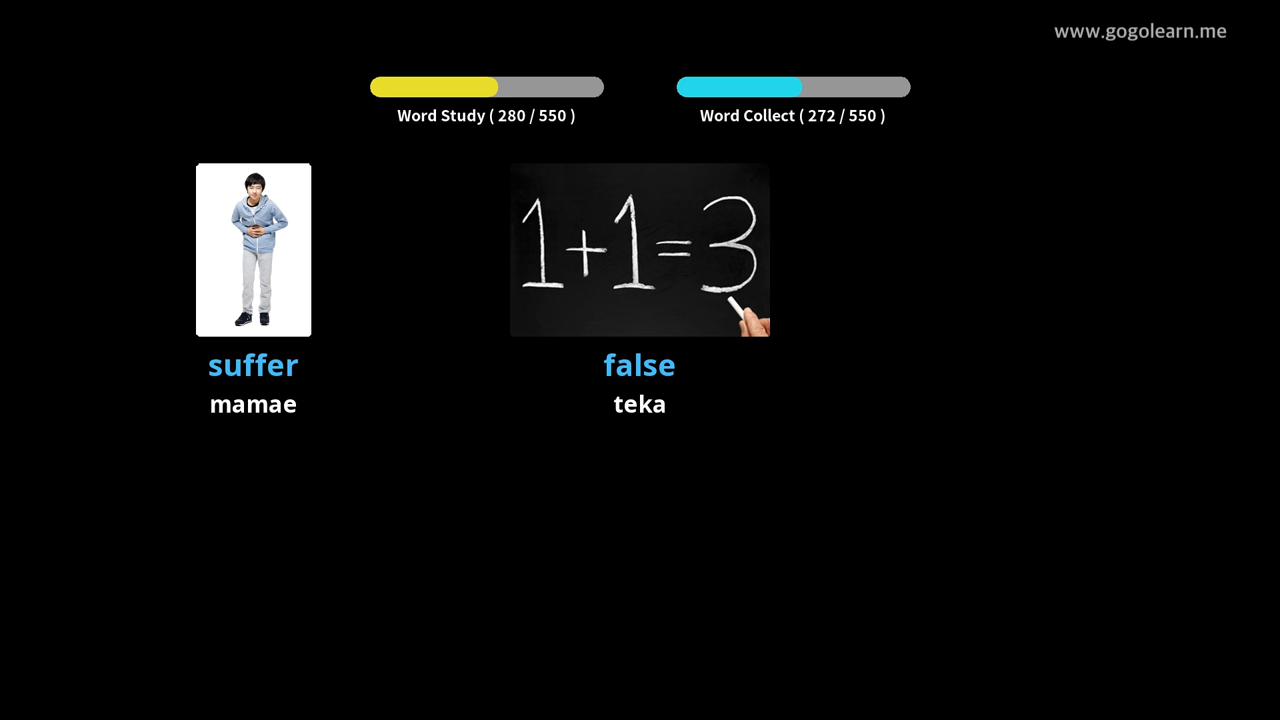 www.gogolearn.me
Word Study ( 280 / 550 )
Word Collect ( 272 / 550 )
1+1=3
suffer
false
mamae
teka